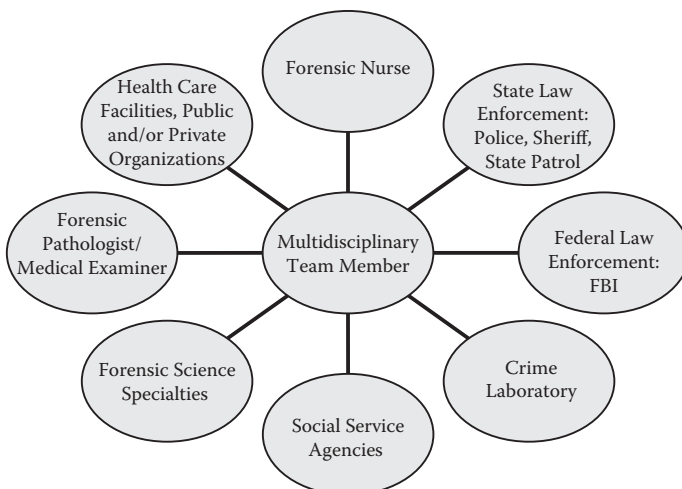 Forensic Nurse
Health Care
Facilities, Public
and/or Private
Organizations
State Law
Enforcement:
Police, Sheriff,
State Patrol
Forensic
Pathologist/
Medical Examiner
Multidisciplinary
Team Member
Federal Law
Enforcement:
FBI
Forensic Science
Specialties
Social Service
Agencies
Crime
Laboratory